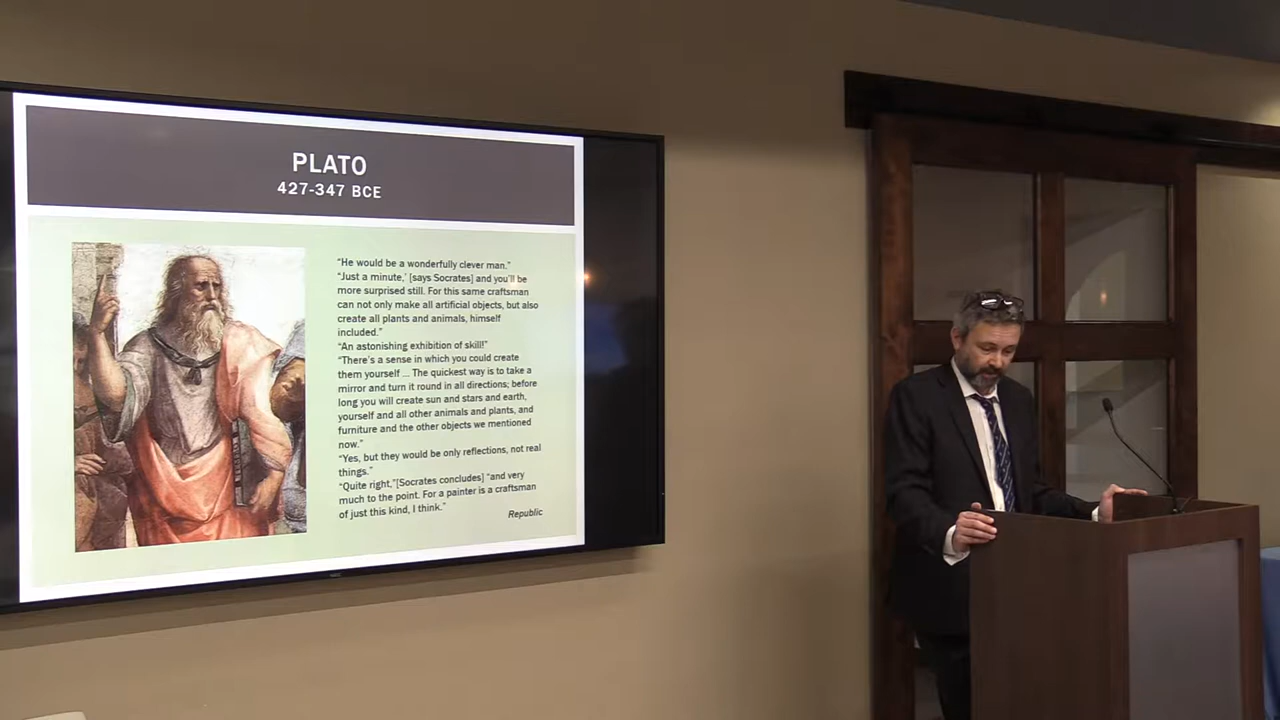 PLATO
427-347 BCE
“He would be a wonderfully clever man.”
“Just a minute,’ [says Socrates] and you’ll be
more surprised still. For this same craftsman
can not only make all artificial objects, but also
create all plants and animals, himself
included.”
“An astonishing exhibition of skill!”
“There’s a sense in which you could create
them yourself ... The quickest way is to take a
mirror and turn it round in all directions; before
long you will create sun and stars and earth,
yourself and all other animals and plants, and
furniture and the other objects we mentioned
now.”
“Yes, but they would be only reflections, not real
things.”
“Quite right,”[Socrates concludes] “and very
much to the point. For a painter is a craftsman
of just this kind, I think.”
Republic
NEC